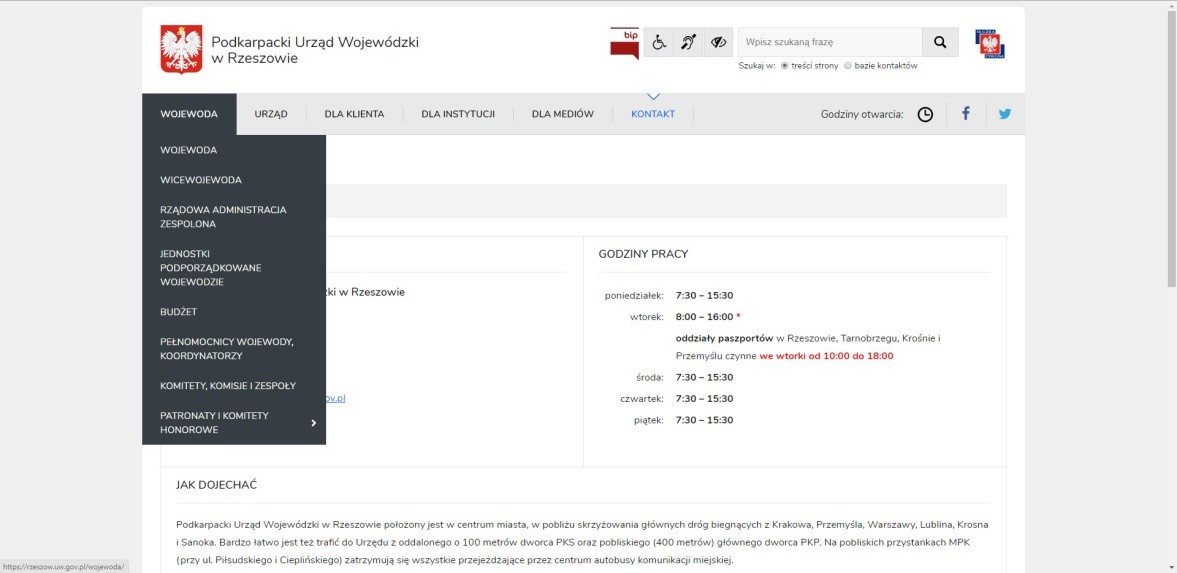 Podkarpacki Urząd Wojewódzki
w Rzeszowie
bip
Wpisz szukaną frazę
Szukaj w: treści strony bazie kontaktów
WOJEWODA URZĄD DLA KLIENTA DLA INSTYTUCJI DLA MEDIÓW KONTAKT Godziny otwarcia:
WOJEWODA
WICEWOJEWODA
RZĄDOWA ADMINISTRACJA
ZESPOLONA
JEDNOSTKI
PODPORZĄDKOWANE
WOJEWODZIE
BUDŻET
PEŁNOMOCNICY WOJEWODY,
KOORDYNATORZY
KOMITETY, KOMISJE I ZESPOŁY
PATRONATY I KOMITETY
HONOROWE
zki w Rzeszowie
ov.pl
GODZINY PRACY
poniedziałek: 7:30 – 15:30
wtorek: 8:00 – 16:00 *
oddziały paszportów w Rzeszowie, Tarnobrzegu, Krośnie i
Przemyślu czynne we wtorki od 10:00 do 18:00
środa: 7:30 – 15:30
czwartek: 7:30 – 15:30
piątek: 7:30 – 15:30
JAK DOJECHAĆ
Podkarpacki Urząd Wojewódzki w Rzeszowie położony jest w centrum miasta, w pobliżu skrzyżowania głównych dróg biegnących z Krakowa, Przemyśla, Warszawy, Lublina, Krosna
i Sanoka. Bardzo łatwo jest też trafić do Urzędu z oddalonego o 100 metrów dworca PKS oraz pobliskiego (400 metrów) głównego dworca PKP. Na pobliskich przystankach MPK
(przy ul. Piłsudskiego i Cieplińskiego) zatrzymują się wszystkie przejeżdżające przez centrum autobusy komunikacji miejskiej.
https://rzeszow.uw.gov.pl/wojewoda/